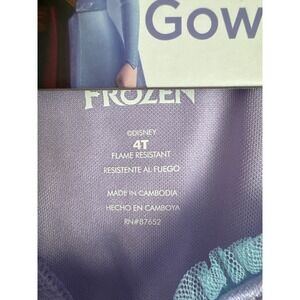 Gow
FROZEN
©DISNEY
4T
FLAME RESISTANT
RESISTENTE AL FUEGO
MADE IN CAMBODIA
HECHO EN CAMBOYA
RN#87652